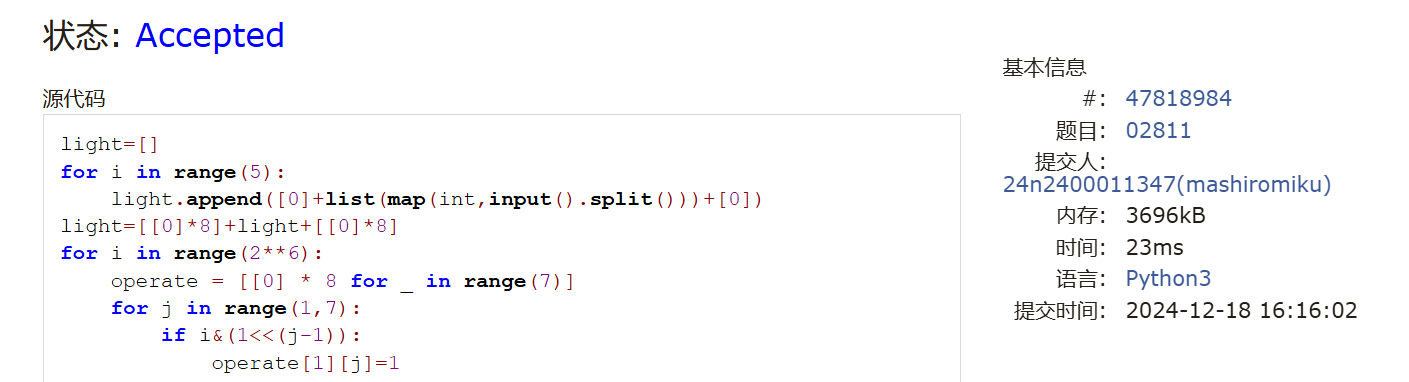 状态: Accepted
源代码
light=[]
for i in range(5):
    light.append([0]+list(map(int,input().split()))+[0])
light=[[0]*8]+light+[[0]*8]
for i in range(2**6):
    operate = [[0] * 8 for _ in range(7)]
    for j in range(1,7):
        if i&(1<<(j-1)):
            operate[1][j]=1
基本信息
#: 47818984
题目: 02811
提交人:
24n2400011347(mashiromiku)
内存: 3696kB
时间: 23ms
语言: Python3
提交时间: 2024-12-18 16:16:02